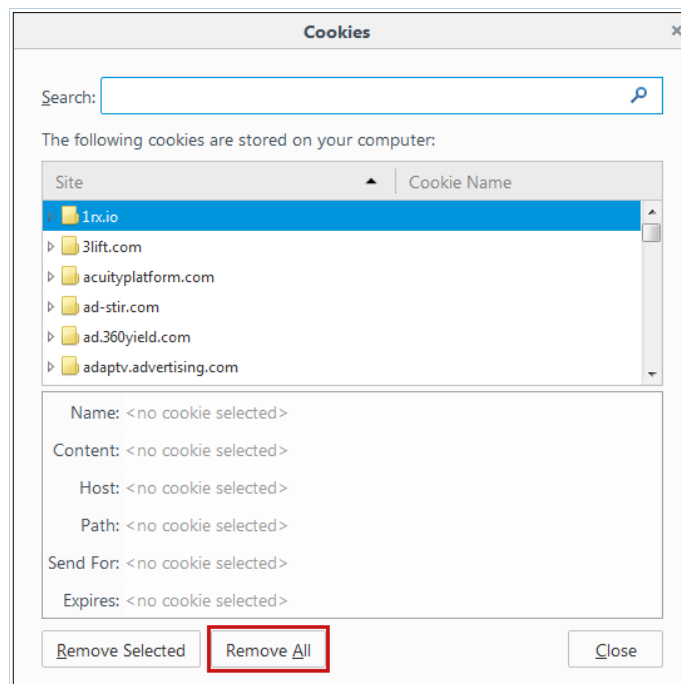 Cookies
Search:
The following cookies are stored on your computer:
Site Cookie Name
1rx.io
3lift.com
acuityplatform.com
ad-stir.com
ad.360yield.com
adaptv.advertising.com
Name: <no cookie selected>
Content: <no cookie selected>
Host: <no cookie selected>
Path: <no cookie selected>
Send For: <no cookie selected>
Expires: <no cookie selected>
Remove Selected Remove All Close